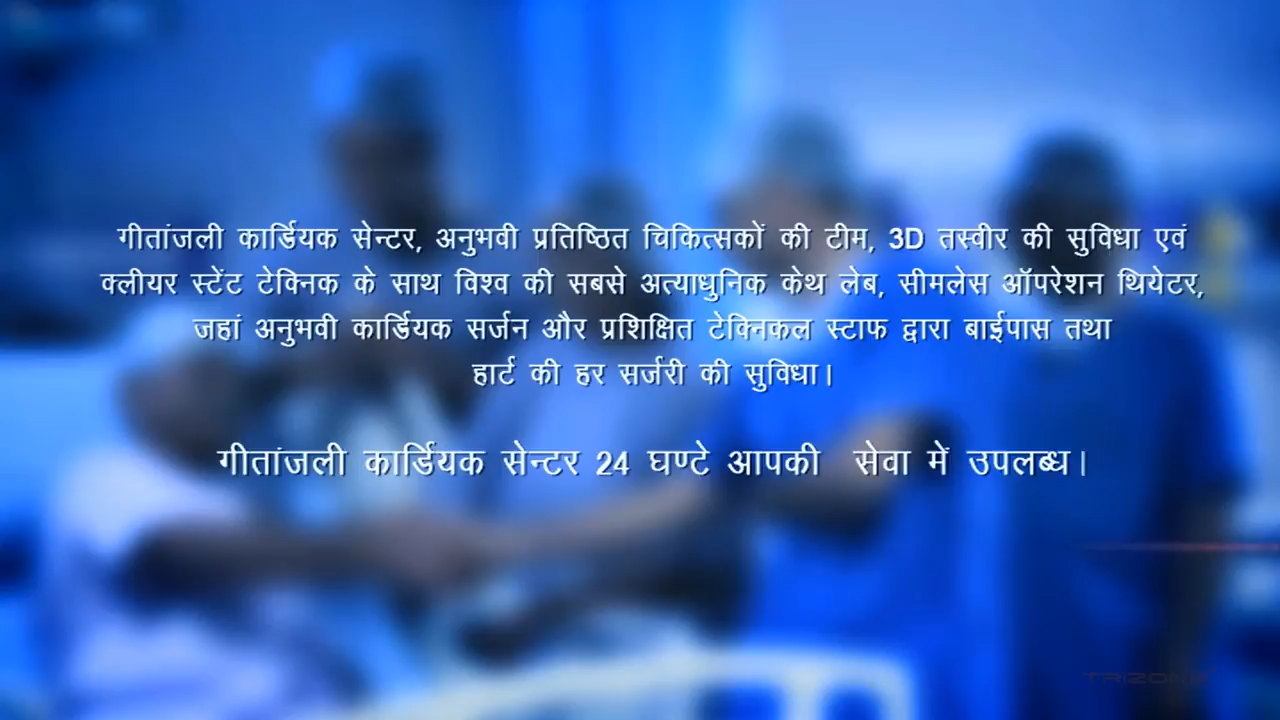 गीतांजली कार्डियक सेन्टर, अनुभवी प्रतिष्ठित चिकित्सकों की टीम, 3D तस्वीर की सुविधा एवं
क्लीयर स्टेंट टेक्निक के साथ विश्व की सबसे अत्याधुनिक केथ लेब, सीमलेस ऑपरेशन थियेटर,
जहां अनुभवी कार्डियक सर्जन और प्रशिक्षित टेक्निकल स्टाफ द्वारा बाईपास तथा
हार्ट की हर सर्जरी की सुविधा।
गीतांजली कार्डियक सेन्टर 24 घण्टे आपकी सेवा में उपलब्ध।